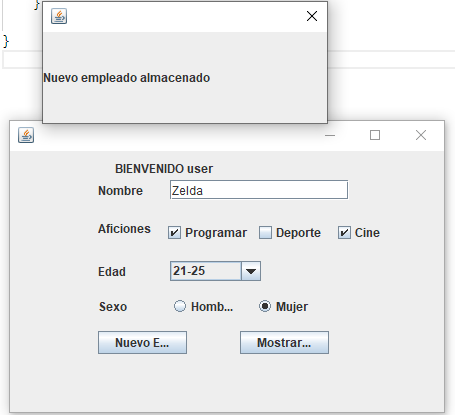 }
}
Nuevo empleado almacenado
BIENVENIDO user
Nombre Zelda
Aficiones Programar Deporte Cine
Edad 21-25
Sexo Homb... Mujer
Nuevo E... Mostrar...